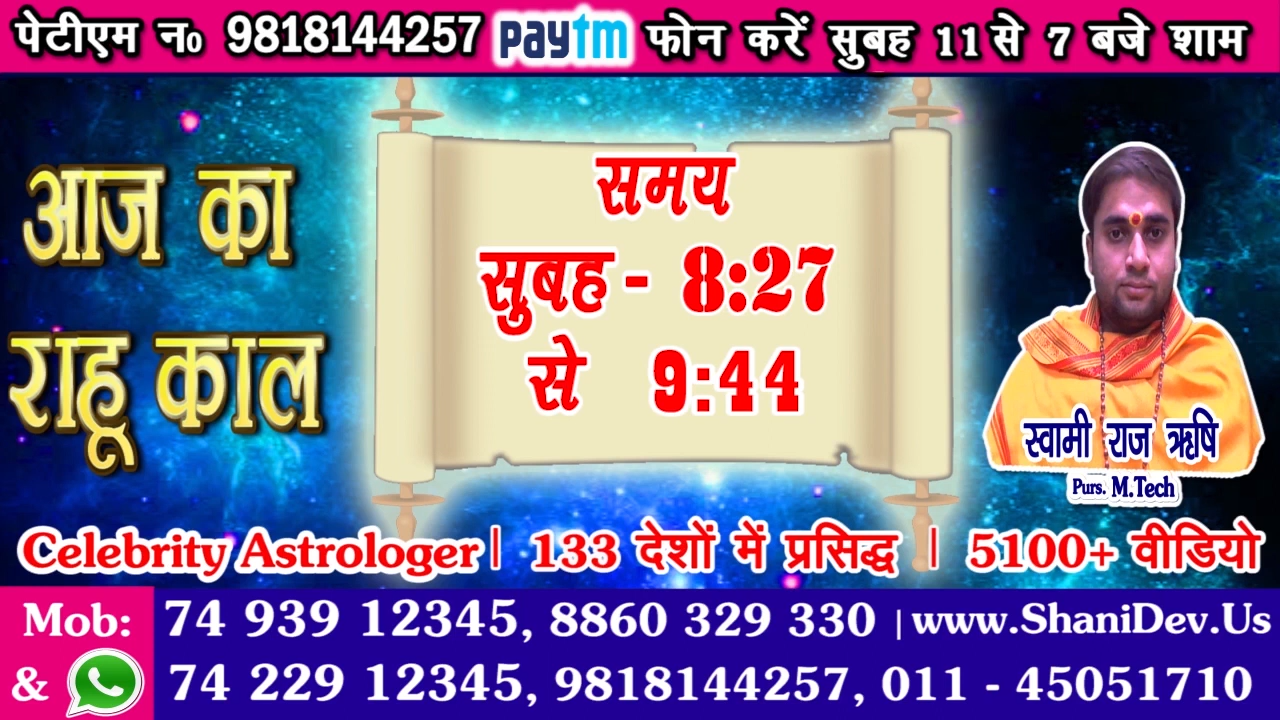 पेटीएम न० 9818144257 paytm फोन करें सुबह 11 से 7 बजे शाम
आज का
राहू काल
समय
सुबह - 8:27
से 9:44
स्वामी राज ऋषि
Purs. M.Tech
Celebrity Astrologer | 133 देशों में प्रसिद्ध | 5100+ वीडियो
Mob: 74 939 12345, 8860 329 330 | www.ShaniDev.Us
& 74 229 12345, 9818144257, 011 - 45051710